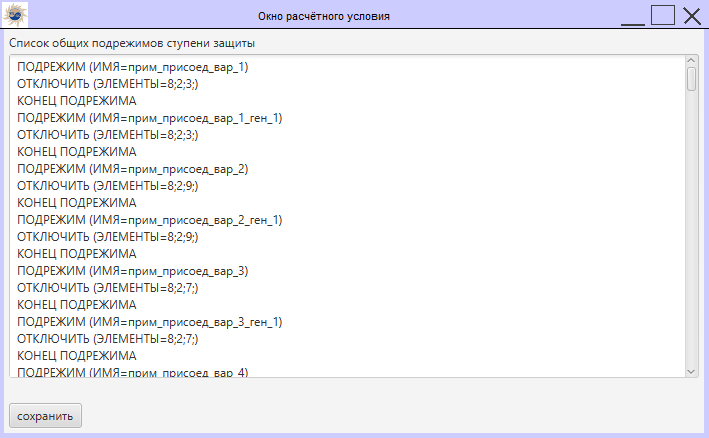 Окно расчётного условия
Список общих подрежимов ступени защиты
ПОДРЕЖИМ (ИМЯ=прим_присоед_вар_1)
ОТКЛЮЧИТЬ (ЭЛЕМЕНТЫ=8;2;3;)
КОНЕЦ ПОДРЕЖИМА
ПОДРЕЖИМ (ИМЯ=прим_присоед_вар_1_ген_1)
ОТКЛЮЧИТЬ (ЭЛЕМЕНТЫ=8;2;3;)
КОНЕЦ ПОДРЕЖИМА
ПОДРЕЖИМ (ИМЯ=прим_присоед_вар_2)
ОТКЛЮЧИТЬ (ЭЛЕМЕНТЫ=8;2;9;)
КОНЕЦ ПОДРЕЖИМА
ПОДРЕЖИМ (ИМЯ=прим_присоед_вар_2_ген_1)
ОТКЛЮЧИТЬ (ЭЛЕМЕНТЫ=8;2;9;)
КОНЕЦ ПОДРЕЖИМА
ПОДРЕЖИМ (ИМЯ=прим_присоед_вар_3)
ОТКЛЮЧИТЬ (ЭЛЕМЕНТЫ=8;2;7;)
КОНЕЦ ПОДРЕЖИМА
ПОДРЕЖИМ (ИМЯ=прим_присоед_вар_3_ген_1)
ОТКЛЮЧИТЬ (ЭЛЕМЕНТЫ=8;2;7;)
КОНЕЦ ПОДРЕЖИМА
ПОДРЕЖИМ (ИМЯ=прим_присоед_вар_4)
сохранить